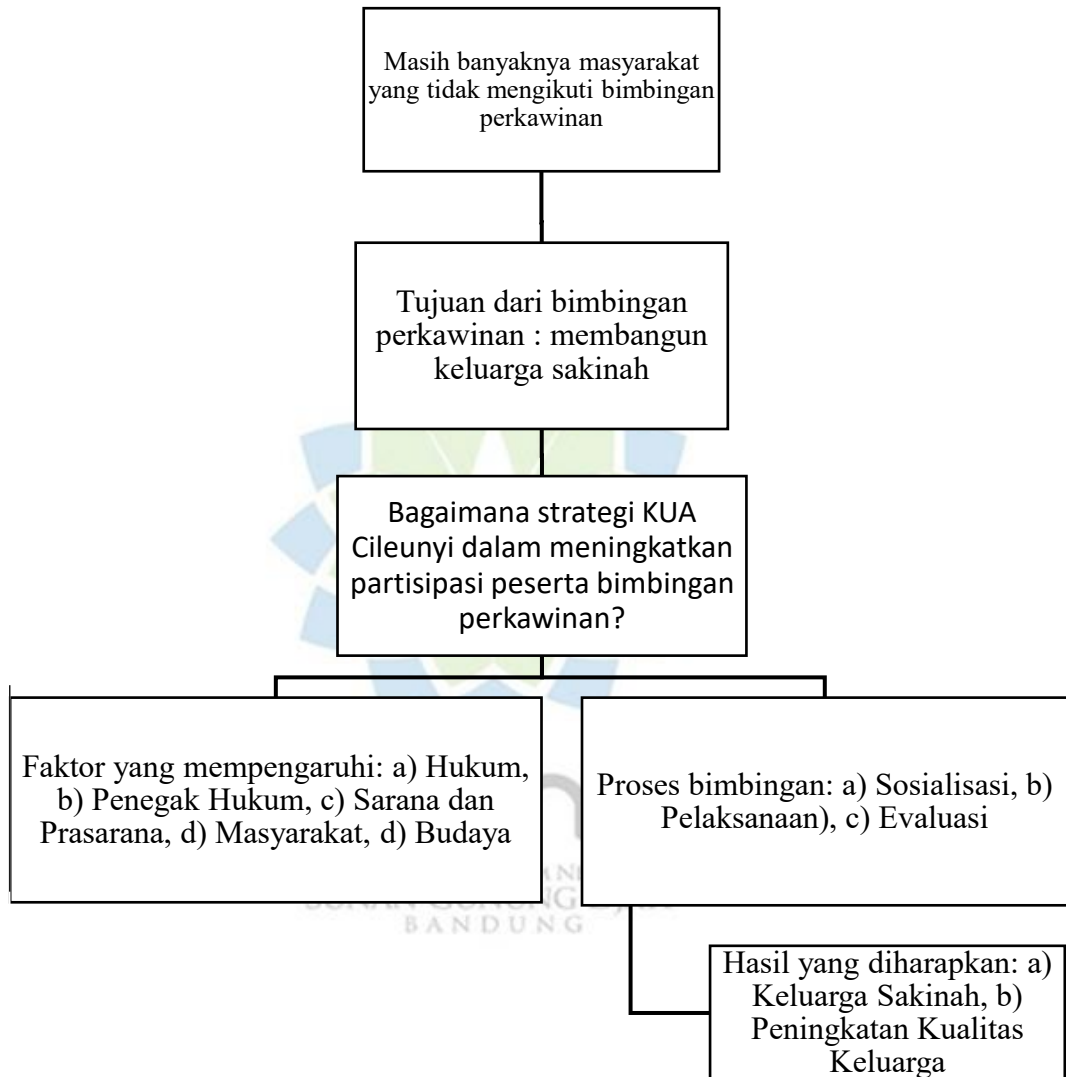 Masih banyaknya masyarakat
yang tidak mengikuti bimbingan
perkawinan
Tujuan dari bimbingan
perkawinan : membangun
keluarga sakinah
Bagaimana strategi KUA
Cileunyi dalam meningkatkan
partisipasi peserta bimbingan
perkawinan?
Faktor yang mempengaruhi: a) Hukum,
b) Penegak Hukum, c) Sarana dan
Prasarana, d) Masyarakat, d) Budaya
Proses bimbingan: a) Sosialisasi, b)
Pelaksanaan), c) Evaluasi
BANDUNG
Hasil yang diharapkan: a)
Keluarga Sakinah, b)
Peningkatan Kualitas
Keluarga